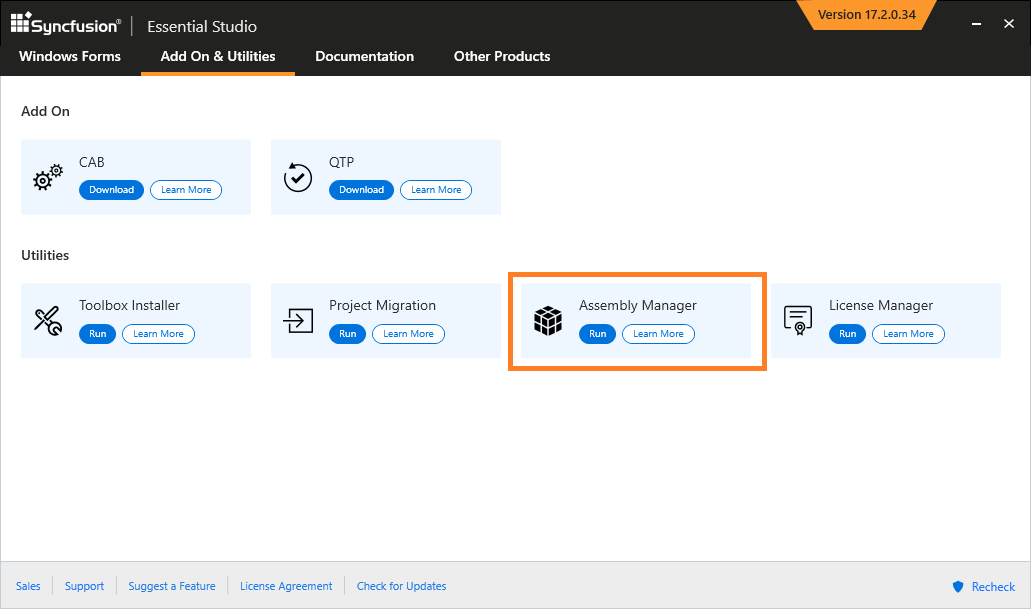 Syncfusion® | Essential Studio
Version 17.2.0.34
Windows Forms Add On & Utilities Documentation Other Products
Add On
CAB QTP
Download Learn More Download Learn More
Utilities
Toolbox Installer Project Migration Assembly Manager License Manager
Run Learn More Run Learn More Run Learn More Run Learn More
Sales Support Suggest a Feature License Agreement Check for Updates Recheck